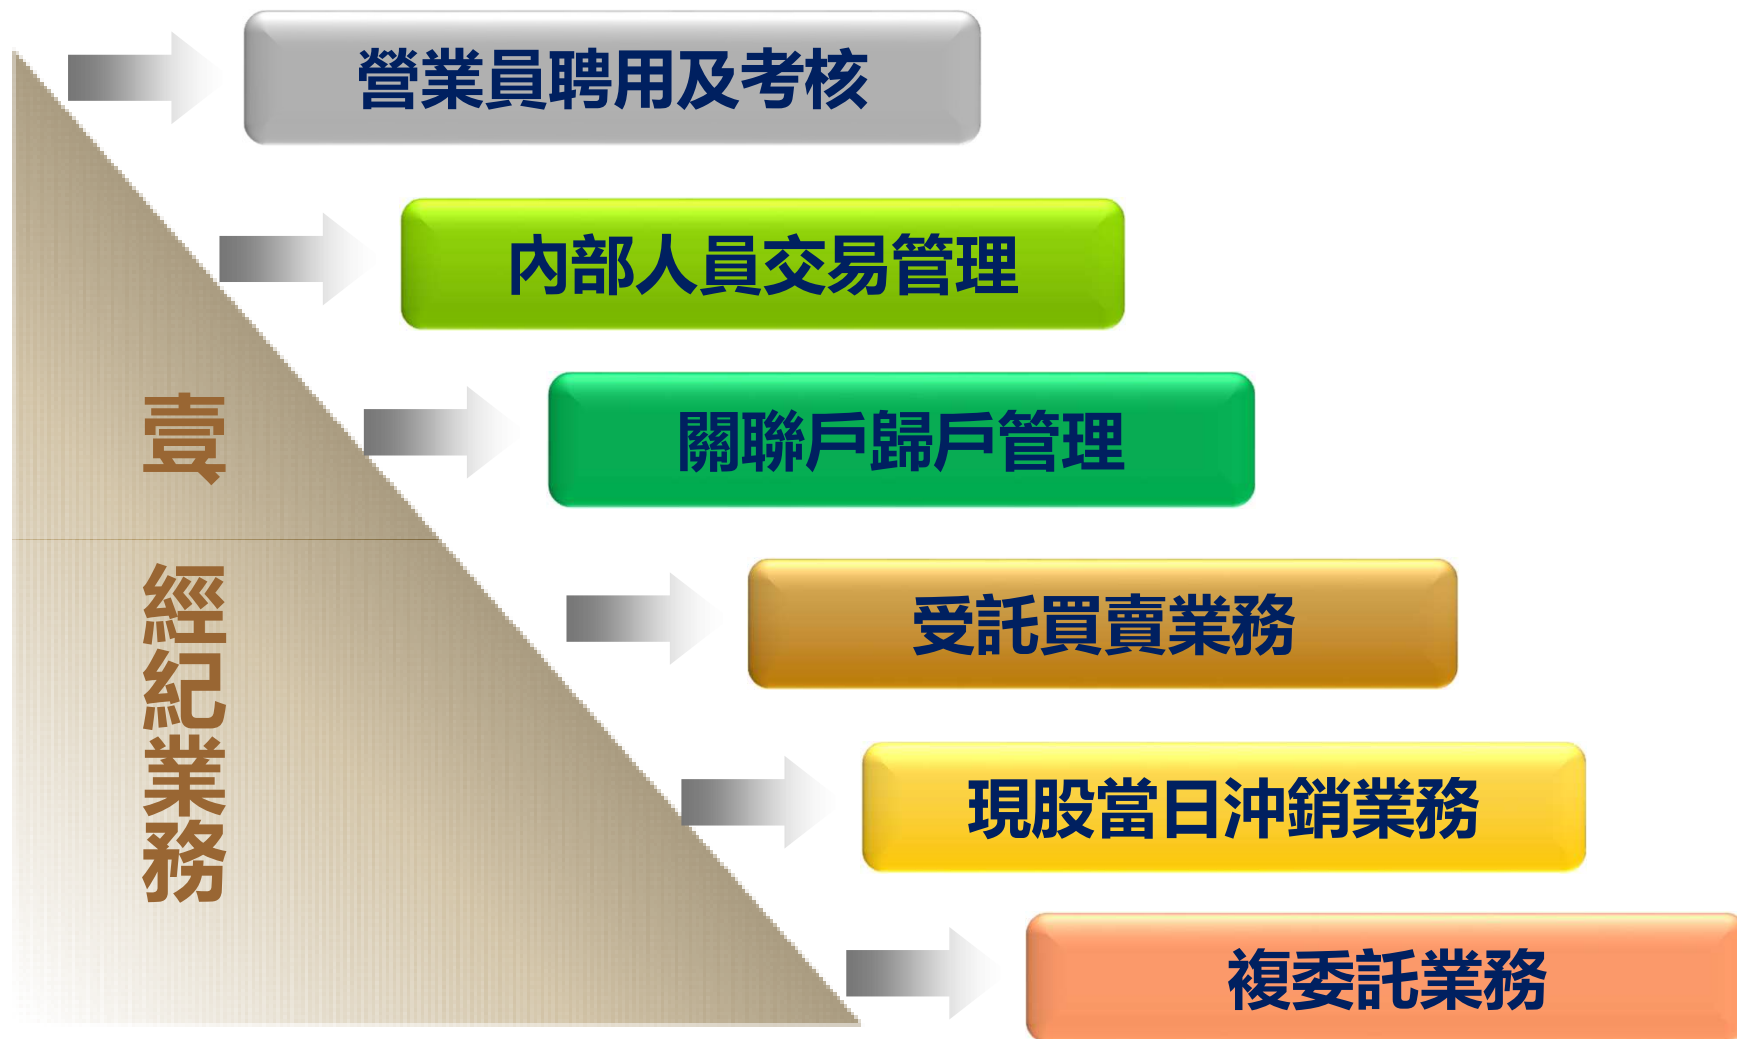 營業員聘用及考核
內部人員交易管理
關聯戶歸戶管理
受託買賣業務
現股當日沖銷業務
複委託業務
壹、經紀業務